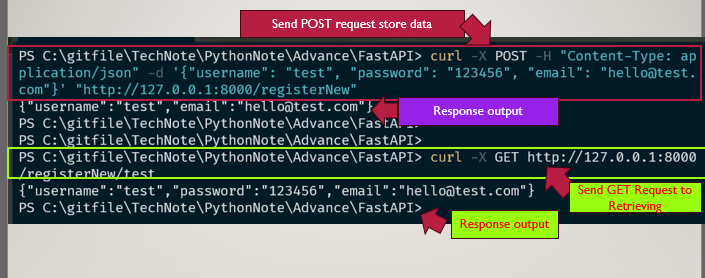 Send POST request store data
PS C:\gitfile\TechNote\PythonNote\Advance\FastAPI> curl -X POST -H "Content-Type: ap
plication/json" -d '{"username": "test", "password": "123456", "email": "hello@test.
com"}' "http://127.0.0.1:8000/registerNew"
{"username":"test","email":"hello@test.com"}
Response output
PS C:\gitfile\TechNote\PythonNote\Advance\FastAPI>
PS C:\gitfile\TechNote\PythonNote\Advance\FastAPI>
PS C:\gitfile\TechNote\PythonNote\Advance\FastAPI> curl -X GET http://127.0.0.1:8000
/registerNew/test
{"username":"test","password":"123456","email":"hello@test.com"}
Send GET Request to
Retrieving
PS C:\gitfile\TechNote\PythonNote\Advance\FastAPI>
Response output